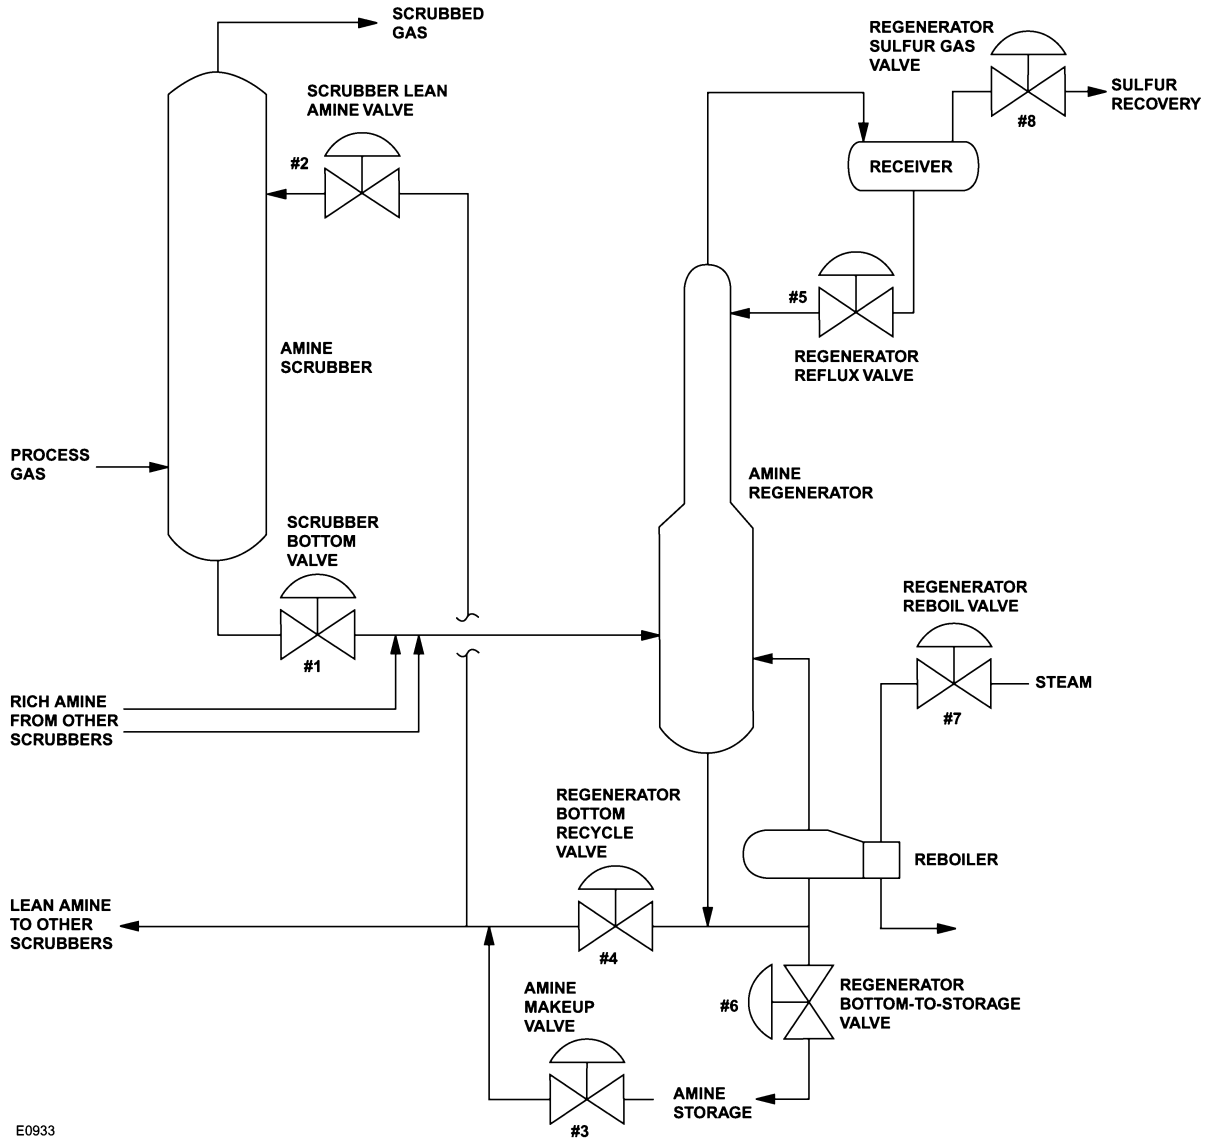 SCRUBBED
GAS
SCRUBBER LEAN
AMINE VALVE
#2
REGENERATOR
SULFUR GAS
VALVE
#8
SULFUR
RECOVERY
RECEIVER
#5
REGENERATOR
REFLUX VALVE
AMINE
SCRUBBER
PROCESS
GAS
AMINE
REGENERATOR
SCRUBBER
BOTTOM
VALVE
#1
REGENERATOR
REBOIL VALVE
STEAM
#7
RICH AMINE
FROM OTHER
SCRUBBERS
REGENERATOR
BOTTOM
RECYCLE
VALVE
#4
REBOILER
LEAN AMINE
TO OTHER
SCRUBBERS
AMINE
MAKEUP
VALVE
#3
#6
REGENERATOR
BOTTOM-TO-STORAGE
VALVE
AMINE
STORAGE
E0933